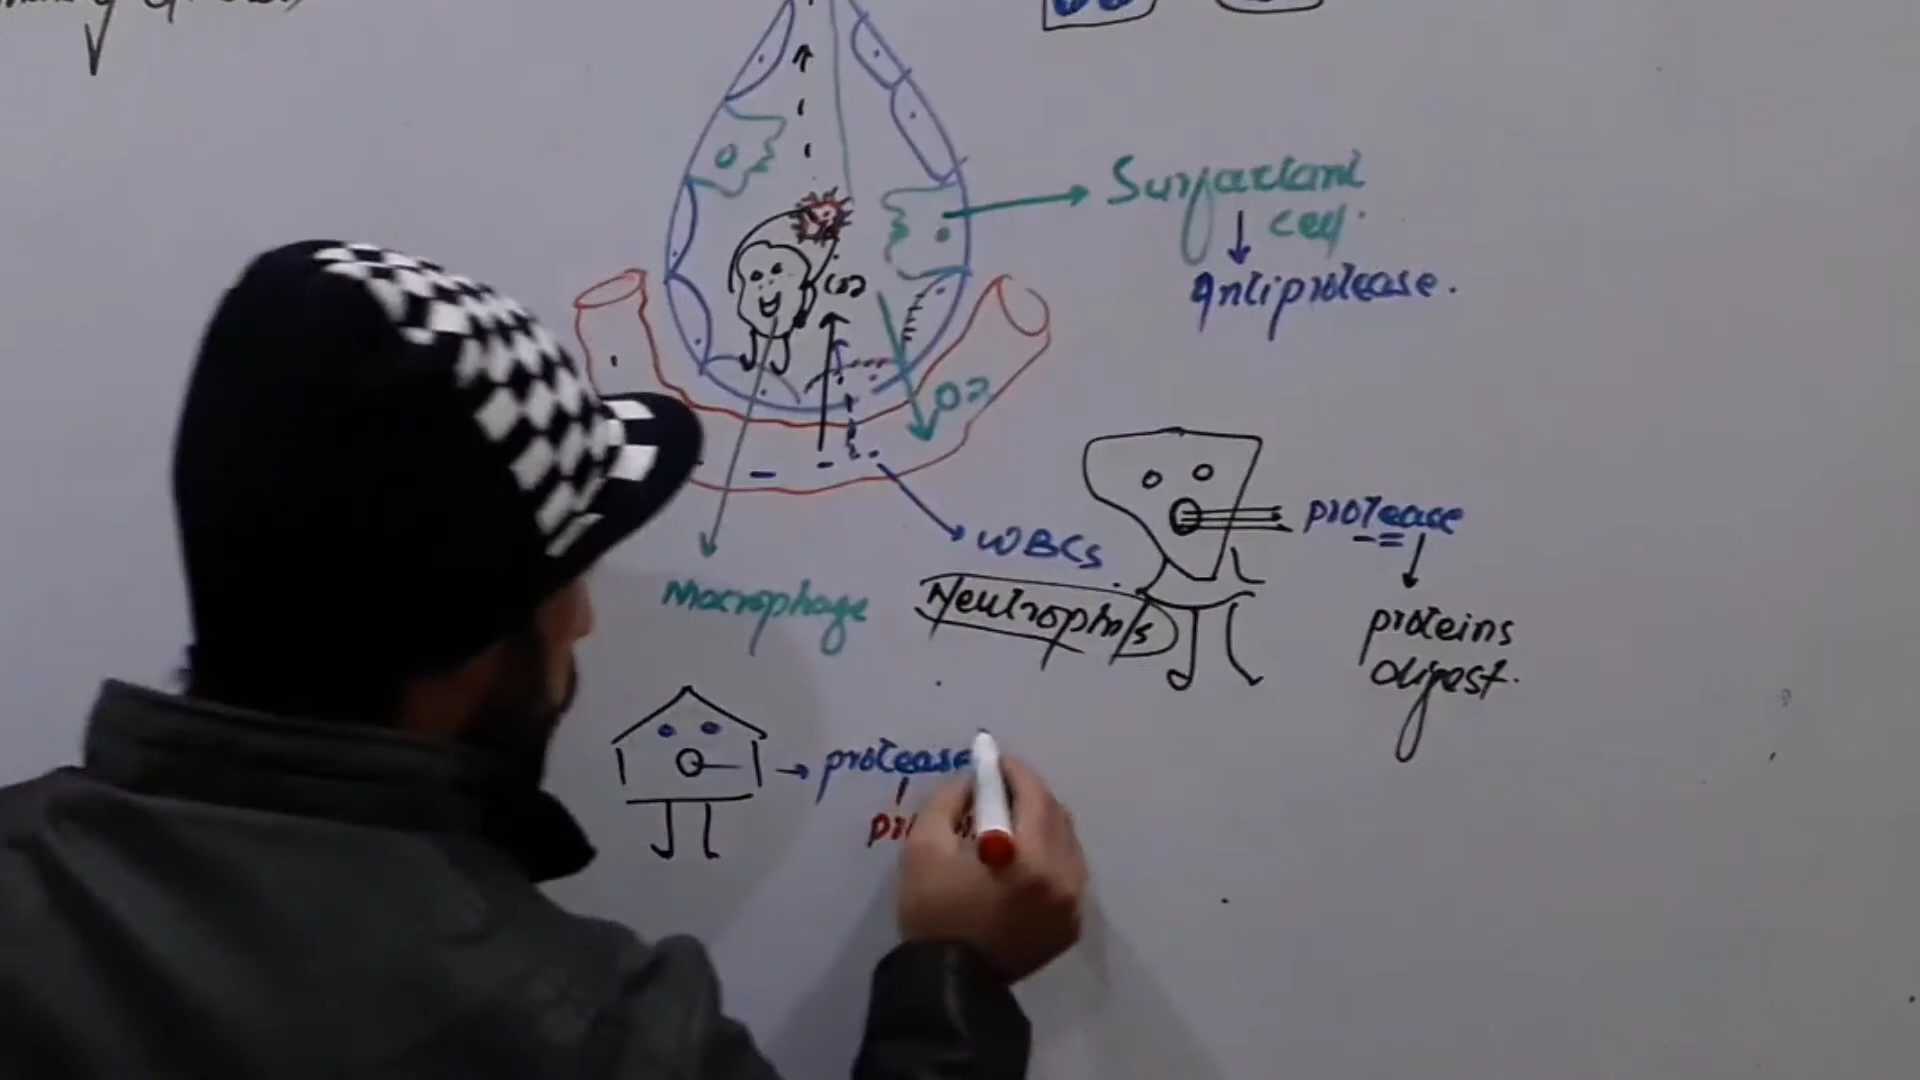 Surfactant
cell.
Antiprotease.
CO2
O2
WBCs
protease
Macrophage
Neutrophils
proteins
digest.
protease